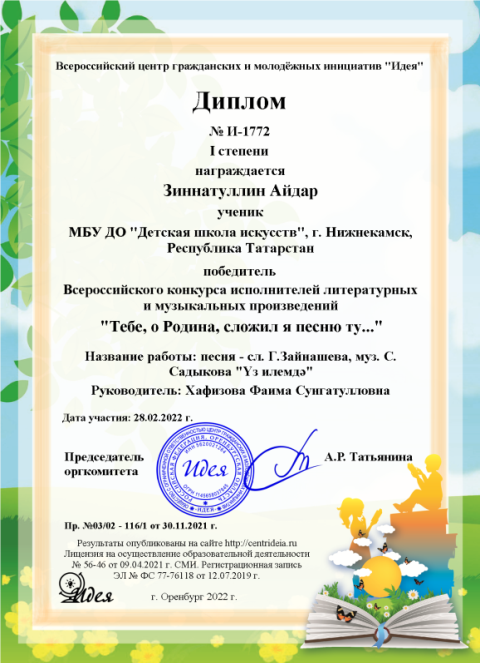 Всероссийский центр гражданских и молодёжных инициатив "Идея"
Диплом
№ И-1772
I степени
награждается
Зиннатуллин Айдар
ученик
МБУ ДО "Детская школа искусств", г. Нижнекамск,
Республика Татарстан
победитель
Всероссийского конкурса исполнителей литературных
и музыкальных произведений
"Тебе, о Родина, сложил я песню ту..."
Название работы: песня - сл. Г.Зайнашева, муз. С.
Садыкова "Үз илемдә"
Руководитель: Хафизова Фаима Сунгатулловна
Дата участия: 28.02.2022 г.
Председатель
оргкомитета
Идея
А.Р. Татьянина
Пр. №03/02 - 116/1 от 30.11.2021 г.
Результаты опубликованы на сайте http://centrideia.ru
Лицензия на осуществление образовательной деятельности
№ 56-46 от 09.04.2021 г. СМИ. Регистрационная запись
ЭЛ № ФС 77-76118 от 12.07.2019 г.
Идея
г. Оренбург 2022 г.